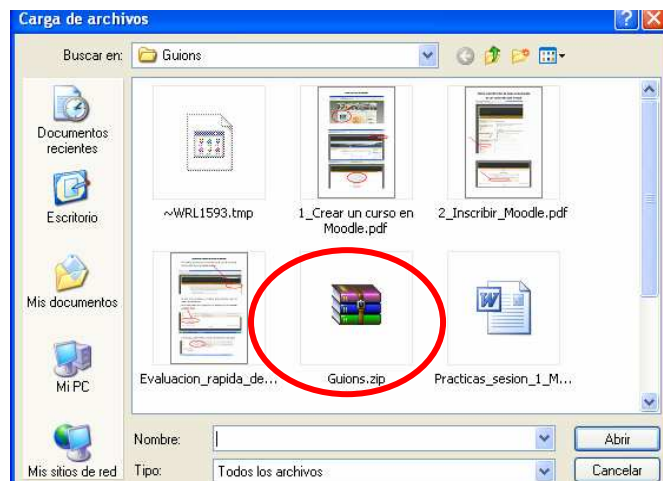 Carga de archivos
Buscar en: Guions
Documentos
recientes
Escritorio
Mis documentos
Mi PC
Mis sitios de red
~WRL1593.tmp
1_Crear un curso en
Moodle.pdf
2_Inscribir_Moodle.pdf
Evaluacion_rapida_de...
Guions.zip
Practicas_sesion_1_M...
Nombre:
Abrir
Tipo: Todos los archivos
Cancelar